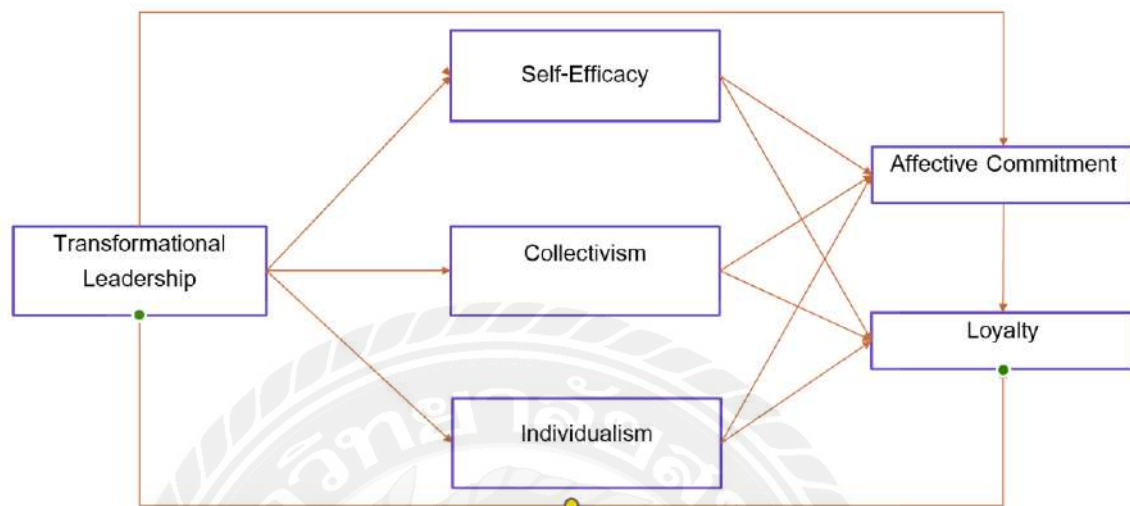 Self-Efficacy
Affective Commitment
Transformational
Leadership
Collectivism
Loyalty
Individualism